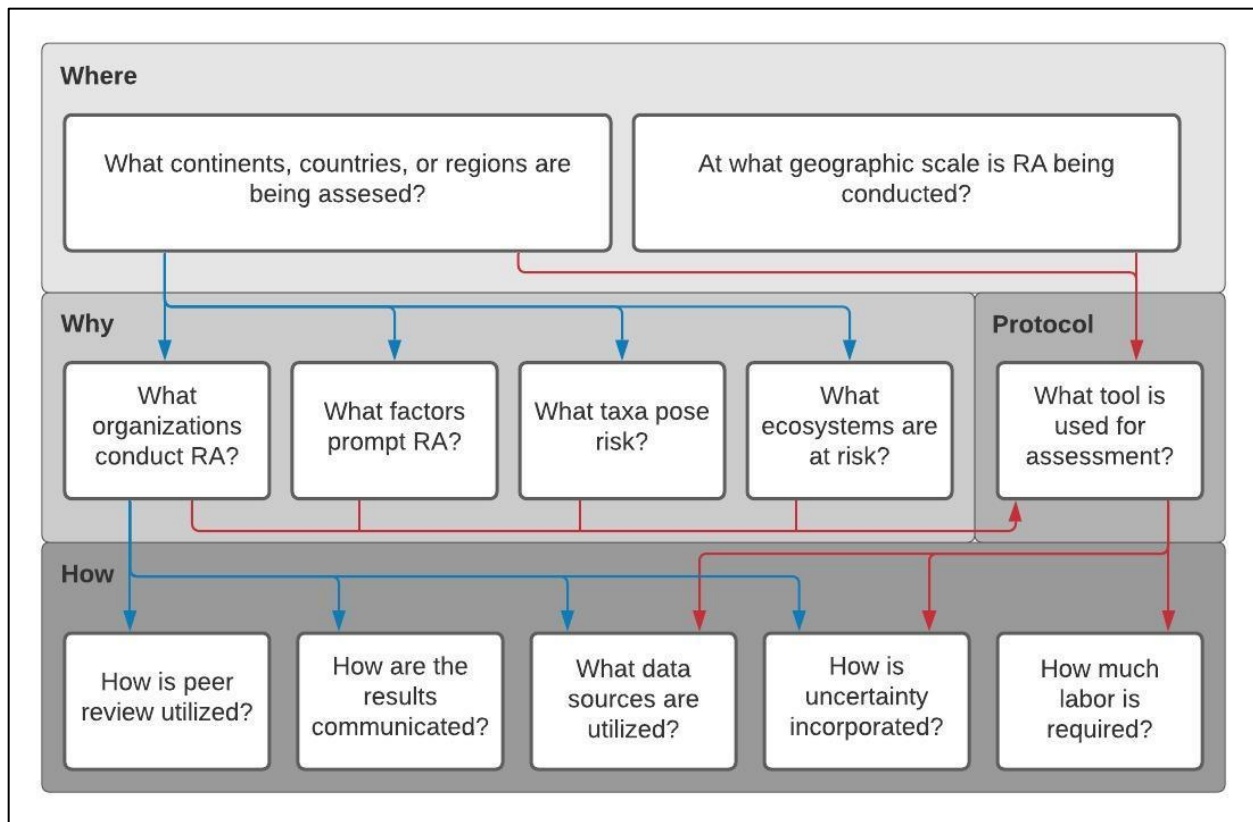 Where
What continents, countries, or regions are
being assesed?
At what geographic scale is RA being
conducted?
Why
Protocol
What
organizations
conduct RA?
What factors
prompt RA?
What taxa pose
risk?
What
ecosystems are
at risk?
What tool is
used for
assessment?
How
How is peer
review utilized?
How are the
results
communicated?
What data
sources are
utilized?
How is
uncertainty
incorporated?
How much
labor is
required?